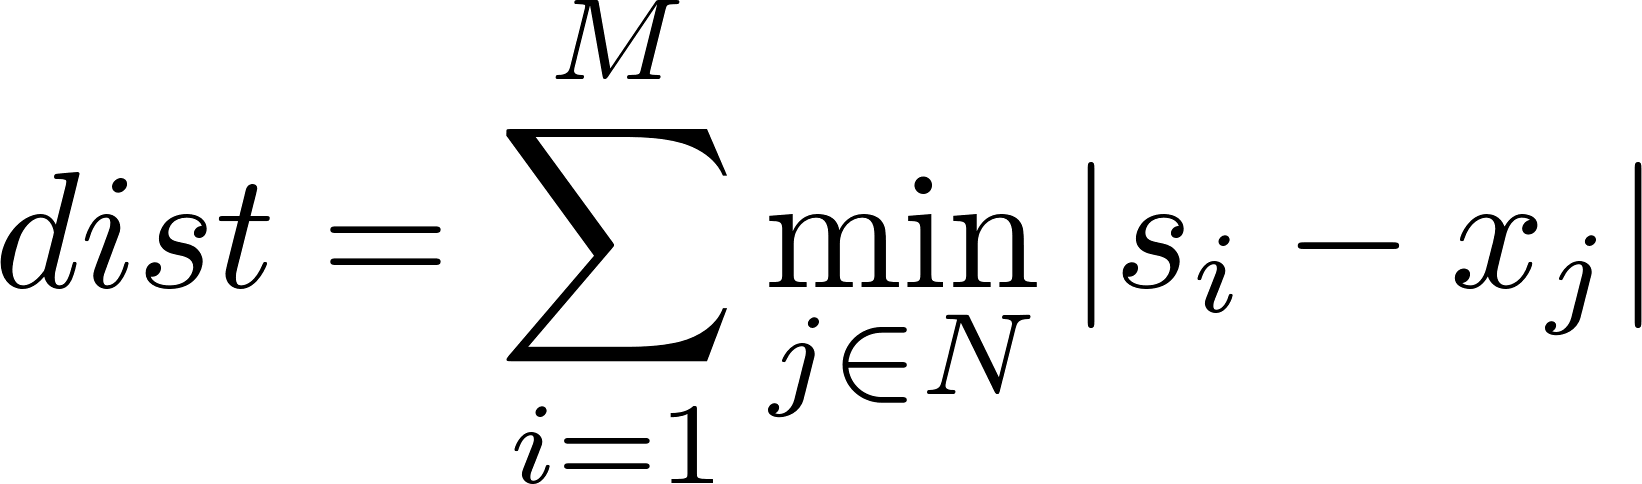 dist = \sum_{i=1}^{M} \min_{j \in N} |s_i - x_j|